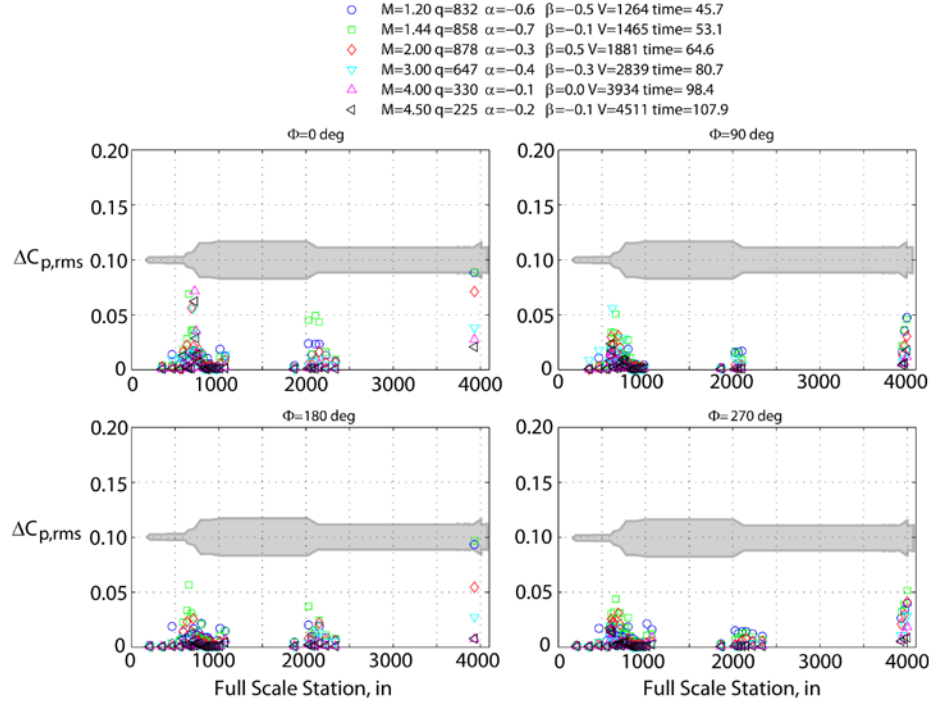 M=1.20 q=832 α=−0.6 β=−0.5 V=1264 time= 45.7
M=1.44 q=858 α=−0.7 β=−0.1 V=1465 time= 53.1
M=2.00 q=878 α=−0.3 β=0.5 V=1881 time= 64.6
M=3.00 q=647 α=−0.4 β=−0.3 V=2839 time= 80.7
M=4.00 q=330 α=−0.1 β=0.0 V=3934 time= 98.4
M=4.50 q=225 α=−0.2 β=−0.1 V=4511 time=107.9
Φ=0 deg
Φ=90 deg
0.20
0.15
ΔCp,rms 0.10
0.05
0
0 1000 2000 3000 4000
0.20
0.15
0.10
0.05
0
0 1000 2000 3000 4000
Φ=180 deg
Φ=270 deg
0.20
0.15
ΔCp,rms 0.10
0.05
0
0 1000 2000 3000 4000
Full Scale Station, in
0.20
0.15
0.10
0.05
0
0 1000 2000 3000 4000
Full Scale Station, in